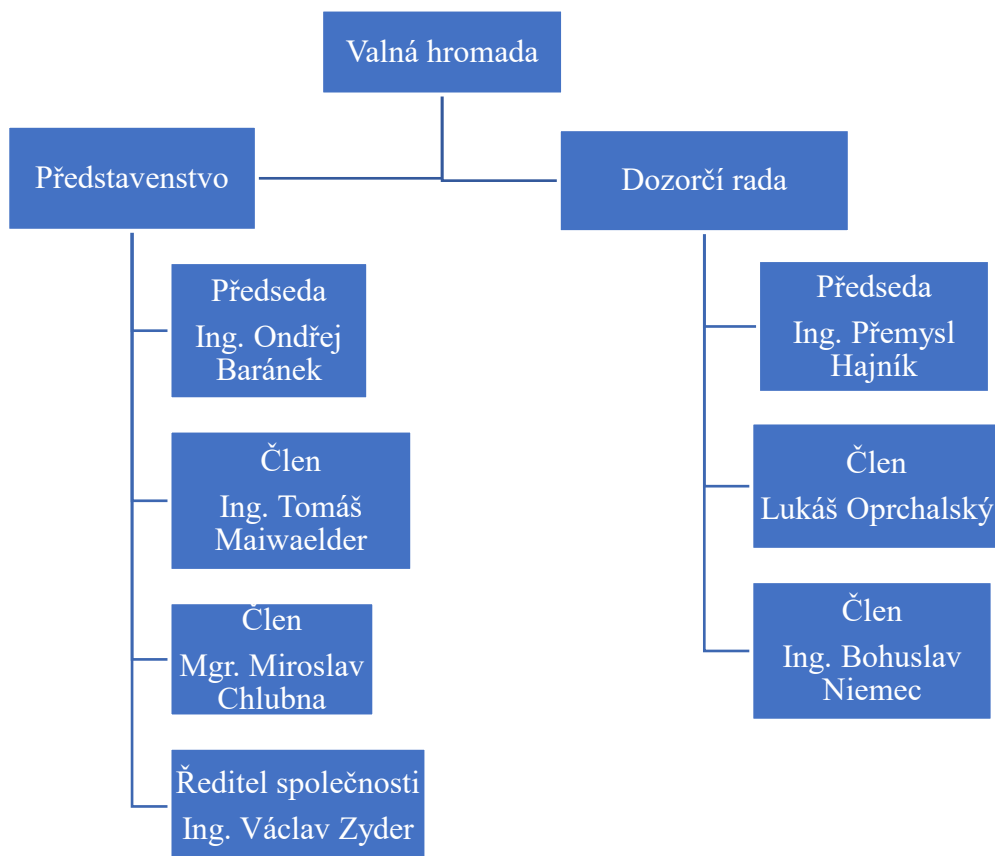 Valná hromada
Představenstvo
Předseda
Ing. Ondřej
Baránek
Člen
Ing. Tomáš
Maiwaelder
Člen
Mgr. Miroslav
Chlubna
Ředitel společnosti
Ing. Václav Zyder
Dozorčí rada
Předseda
Ing. Přemysl
Hajník
Člen
Lukáš Oprchalský
Člen
Ing. Bohuslav
Niemec